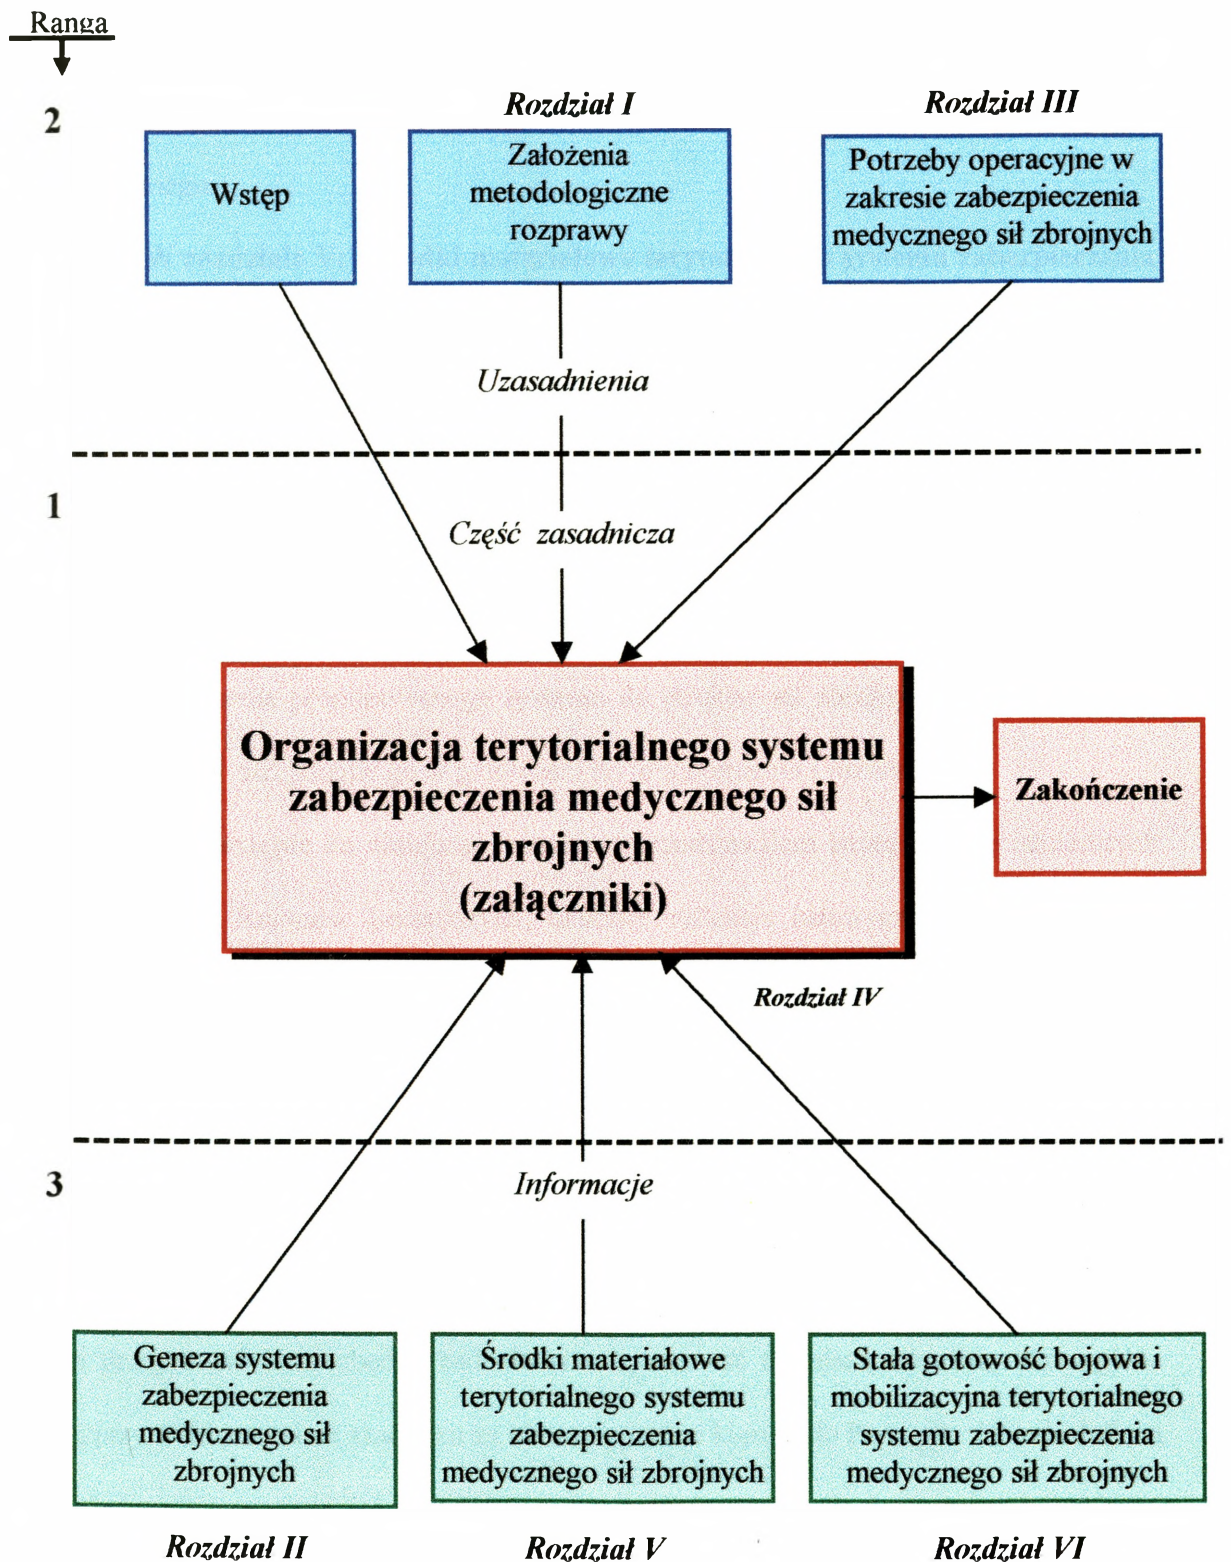 Ranga
2
Rozdział I
Rozdział III
Wstęp
Założenia
metodologiczne
rozprawy
Potrzeby operacyjne w
zakresie zabezpieczenia
medycznego sił zbrojnych
Uzasadnienia
1
Część zasadnicza
Organizacja terytorialnego systemu
zabezpieczenia medycznego sił
zbrojnych
(załączniki)
Zakończenie
Rozdział IV
3
Informacje
Geneza systemu
zabezpieczenia
medycznego sił
zbrojnych
Środki materiałowe
terytorialnego systemu
zabezpieczenia
medycznego sił zbrojnych
Stała gotowość bojowa i
mobilizacyjna terytorialnego
systemu zabezpieczenia
medycznego sił zbrojnych
Rozdział II
Rozdział V
Rozdział VI